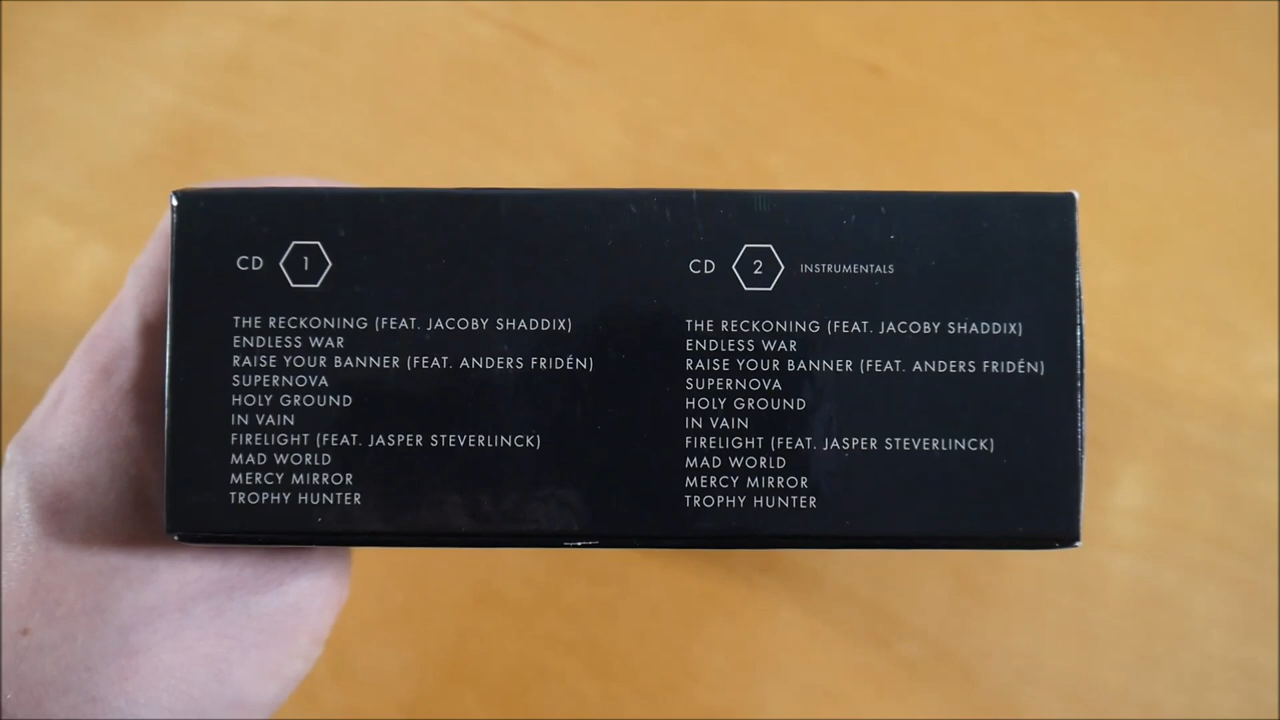 CD 1
THE RECKONING (FEAT. JACOBY SHADDIX)
ENDLESS WAR
RAISE YOUR BANNER (FEAT. ANDERS FRIDÉN)
SUPERNOVA
HOLY GROUND
IN VAIN
FIRELIGHT (FEAT. JASPER STEVERLINCK)
MAD WORLD
MERCY MIRROR
TROPHY HUNTER
CD 2 INSTRUMENTALS
THE RECKONING (FEAT. JACOBY SHADDIX)
ENDLESS WAR
RAISE YOUR BANNER (FEAT. ANDERS FRIDÉN)
SUPERNOVA
HOLY GROUND
IN VAIN
FIRELIGHT (FEAT. JASPER STEVERLINCK)
MAD WORLD
MERCY MIRROR
TROPHY HUNTER